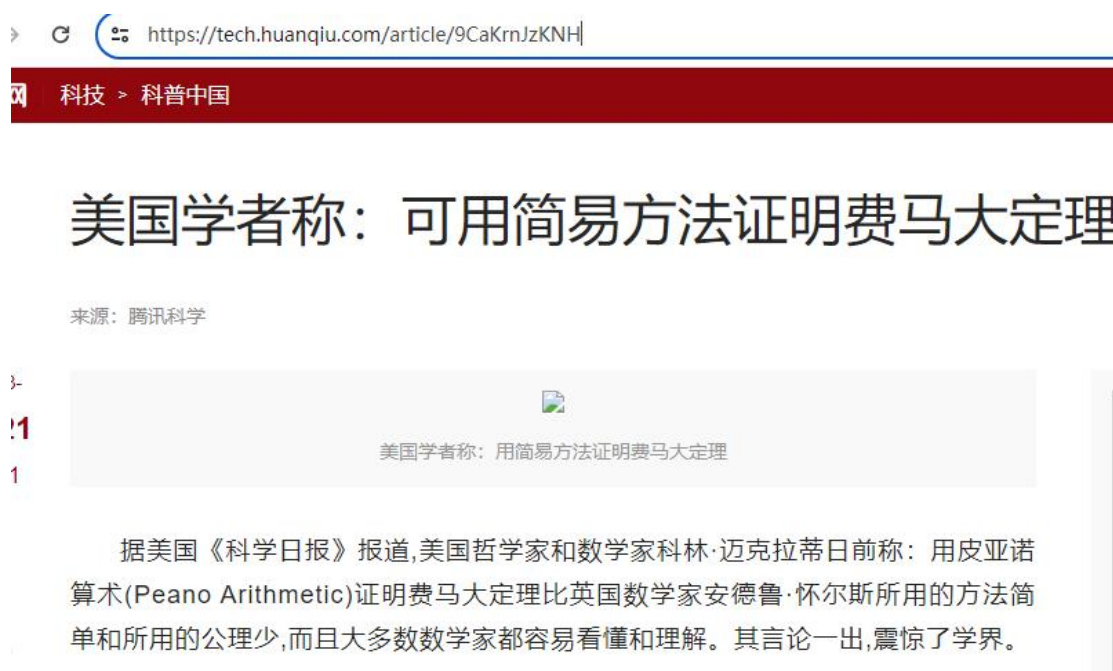 https://tech.huanqiu.com/article/9CaKrnJzKNH
网 科技 > 科普中国
美国学者称：可用简易方法证明费马大定理
来源：腾讯科学
美国学者称：用简易方法证明费马大定理
据美国《科学日报》报道,美国哲学家和数学家科林·迈克拉蒂日前称：用皮亚诺
算术(Peano Arithmetic)证明费马大定理比英国数学家安德鲁·怀尔斯所用的方法简
单和所用的公理少,而且大多数数学家都容易看懂和理解。其言论一出,震惊了学界。